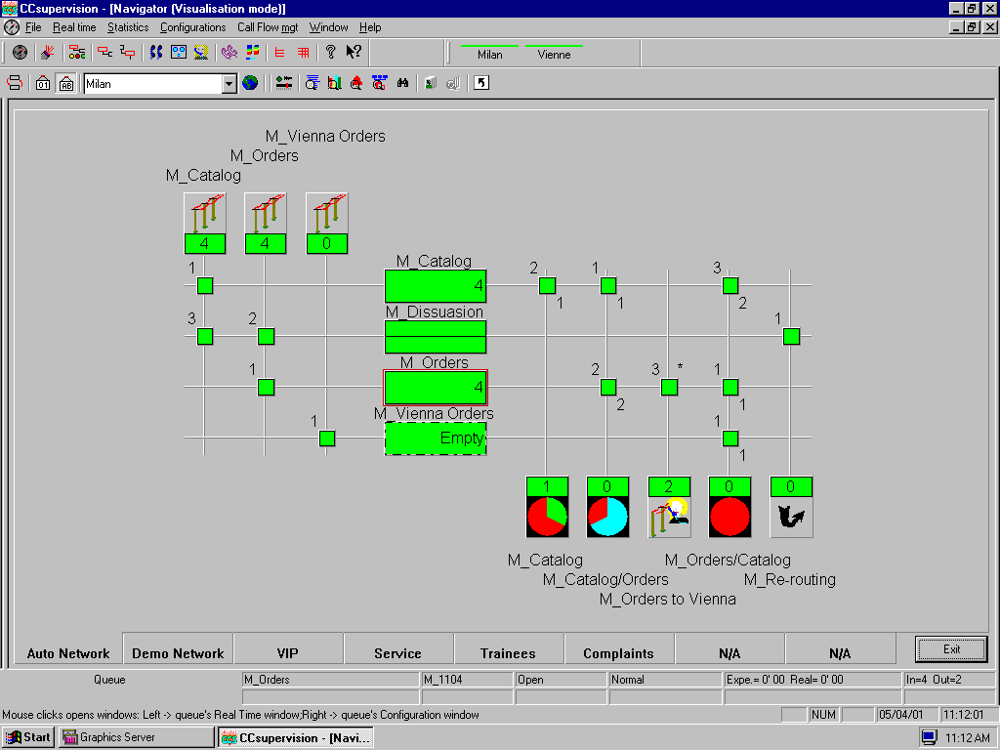 CCsupervision - [Navigator (Visualisation mode)]
File Real time Statistics Configurations Call Flow mgt Window Help
Milan Vienne
01 AB Milan
M_Vienna Orders
M_Orders
M_Catalog
4 4 0
M_Catalog
1 4 2 1 1 1 3 2
M_Dissuasion
3 2 1
M_Orders
1 4 2 2 3 * 1 1
M_Vienna Orders
1 Empty 1 1
1 0 2 0 0
M_Catalog M_Orders/Catalog
M_Catalog/Orders M_Re-routing
M_Orders to Vienna
Auto Network Demo Network VIP Service Trainees Complaints N/A N/A Exit
Queue M_Orders M_1104 Open Normal Expe.= 0' 00 Real= 0' 00 In=4 Out=2
Mouse clicks opens windows: Left -> queue's Real Time window;Right -> queue's Configuration window NUM 05/04/01 11:12:01
Start Graphics Server CCsupervision - [Navi... 11:12 AM